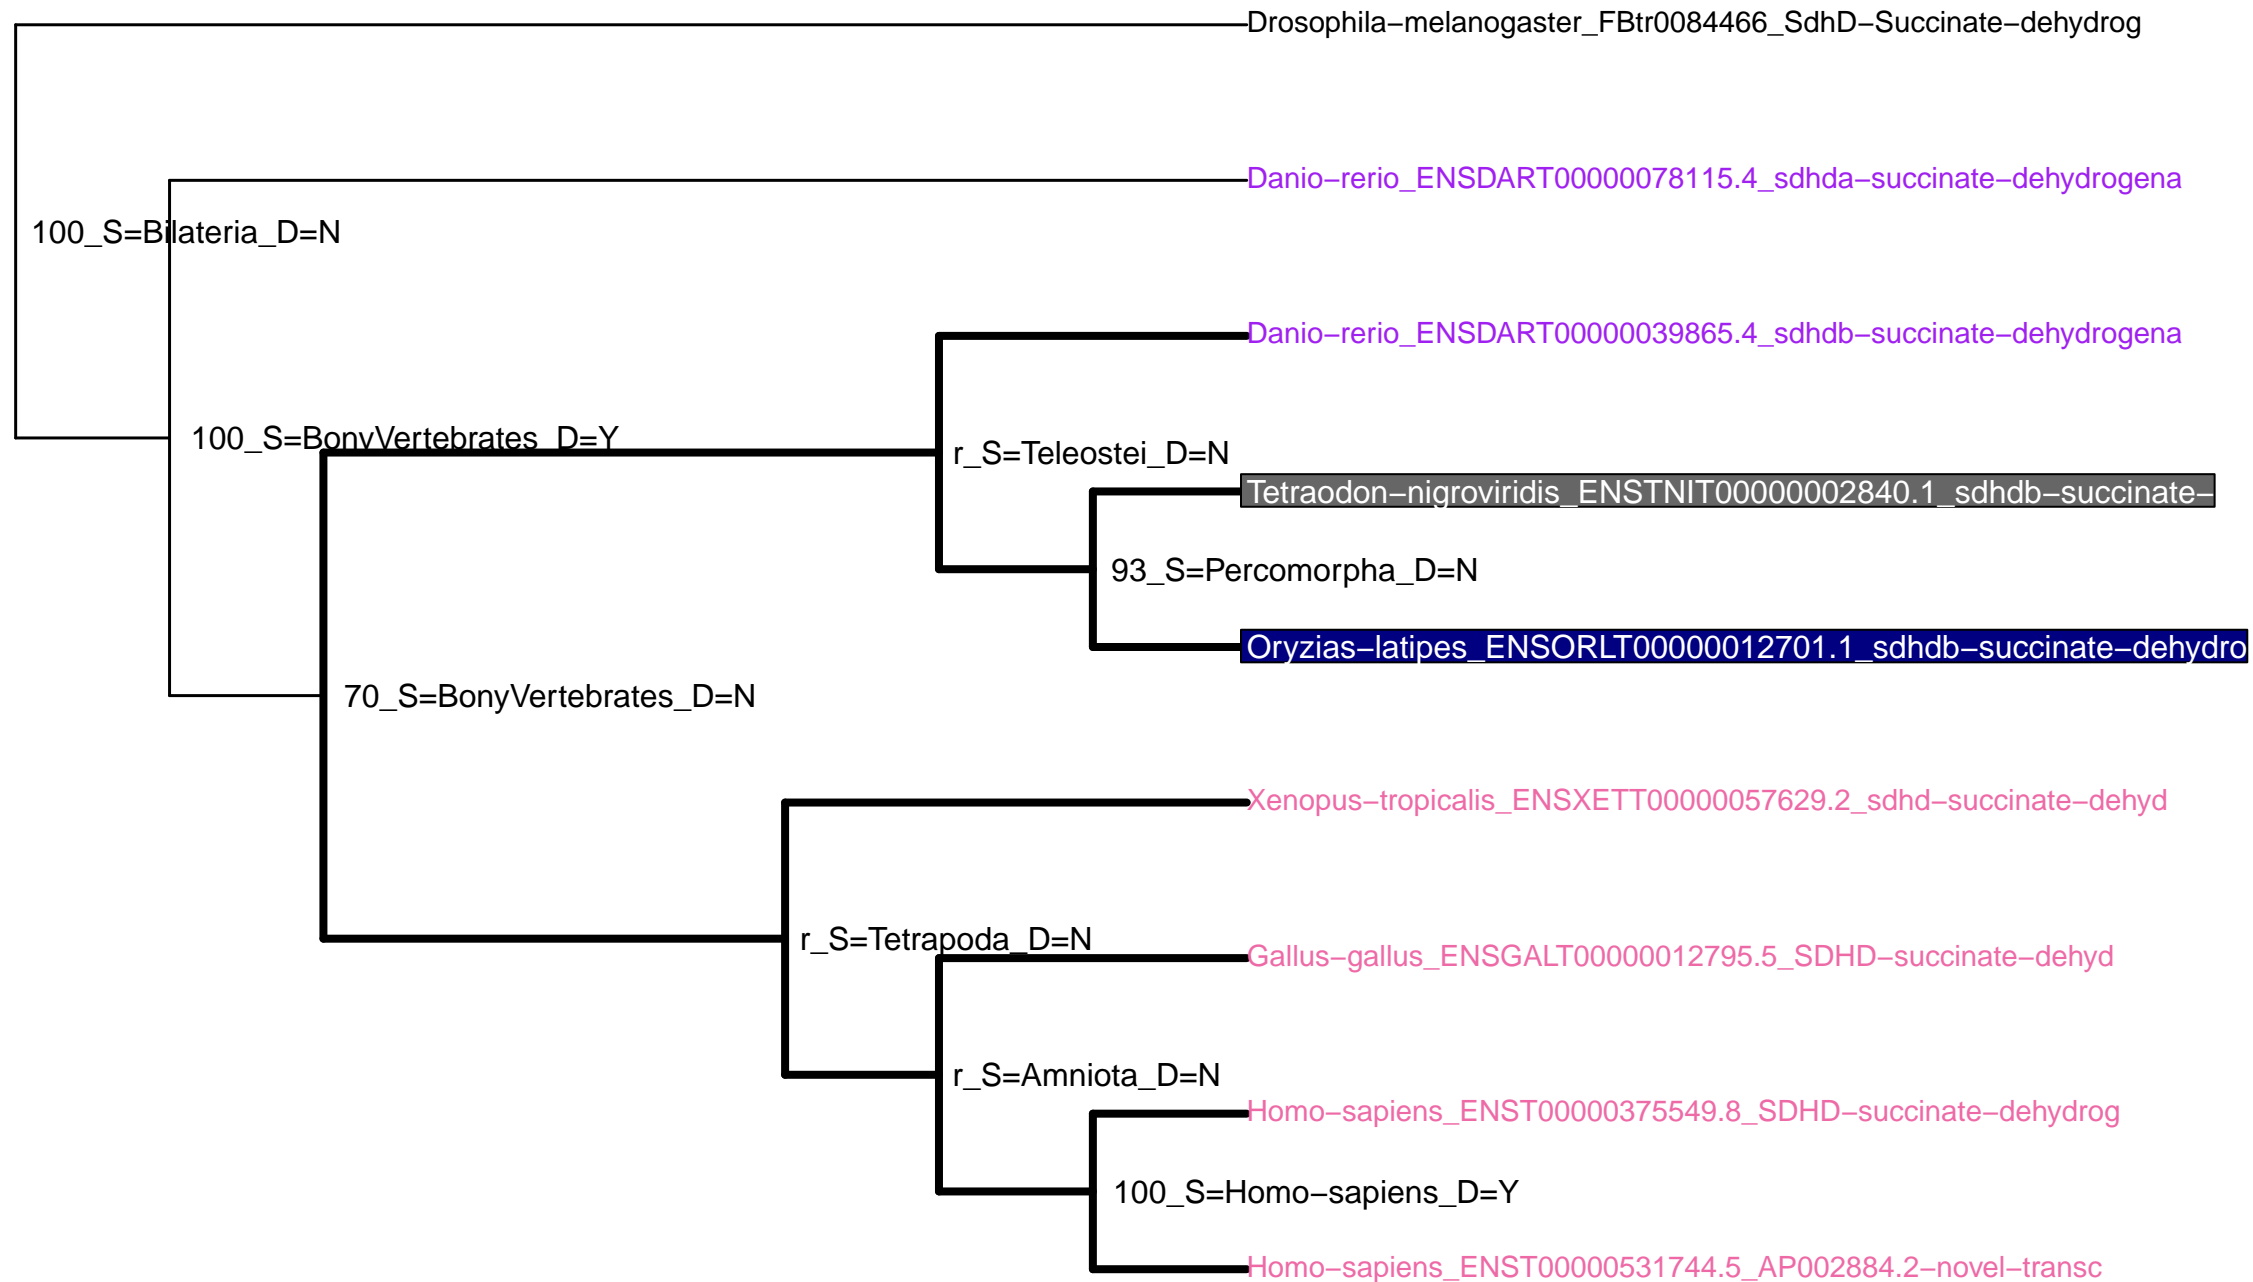 Drosophila−melanogaster_FBtr0084466_SdhD−Succinate−dehydrog
Danio−rerio_ENSDART00000078115.4_sdhda−succinate−dehydrogena
100_S=Bilateria_D=N
Danio−rerio_ENSDART00000039865.4_sdhdb−succinate−dehydrogena
100_S=BonyVertebrates_D=Y
r_S=Teleostei_D=N
Tetraodon−nigroviridis_ENSTNIT00000002840.1_sdhdb−succinate−
93_S=Percomorpha_D=N
Oryzias−latipes_ENSORLT00000012701.1_sdhdb−succinate−dehydro
70_S=BonyVertebrates_D=N
Xenopus−tropicalis_ENSXETT00000057629.2_sdhd−succinate−dehyd
r_S=Tetrapoda_D=N
Gallus−gallus_ENSGALT00000012795.5_SDHD−succinate−dehyd
r_S=Amniota_D=N
Homo−sapiens_ENST00000375549.8_SDHD−succinate−dehydrog
100_S=Homo−sapiens_D=Y
Homo−sapiens_ENST00000531744.5_AP002884.2−novel−transc